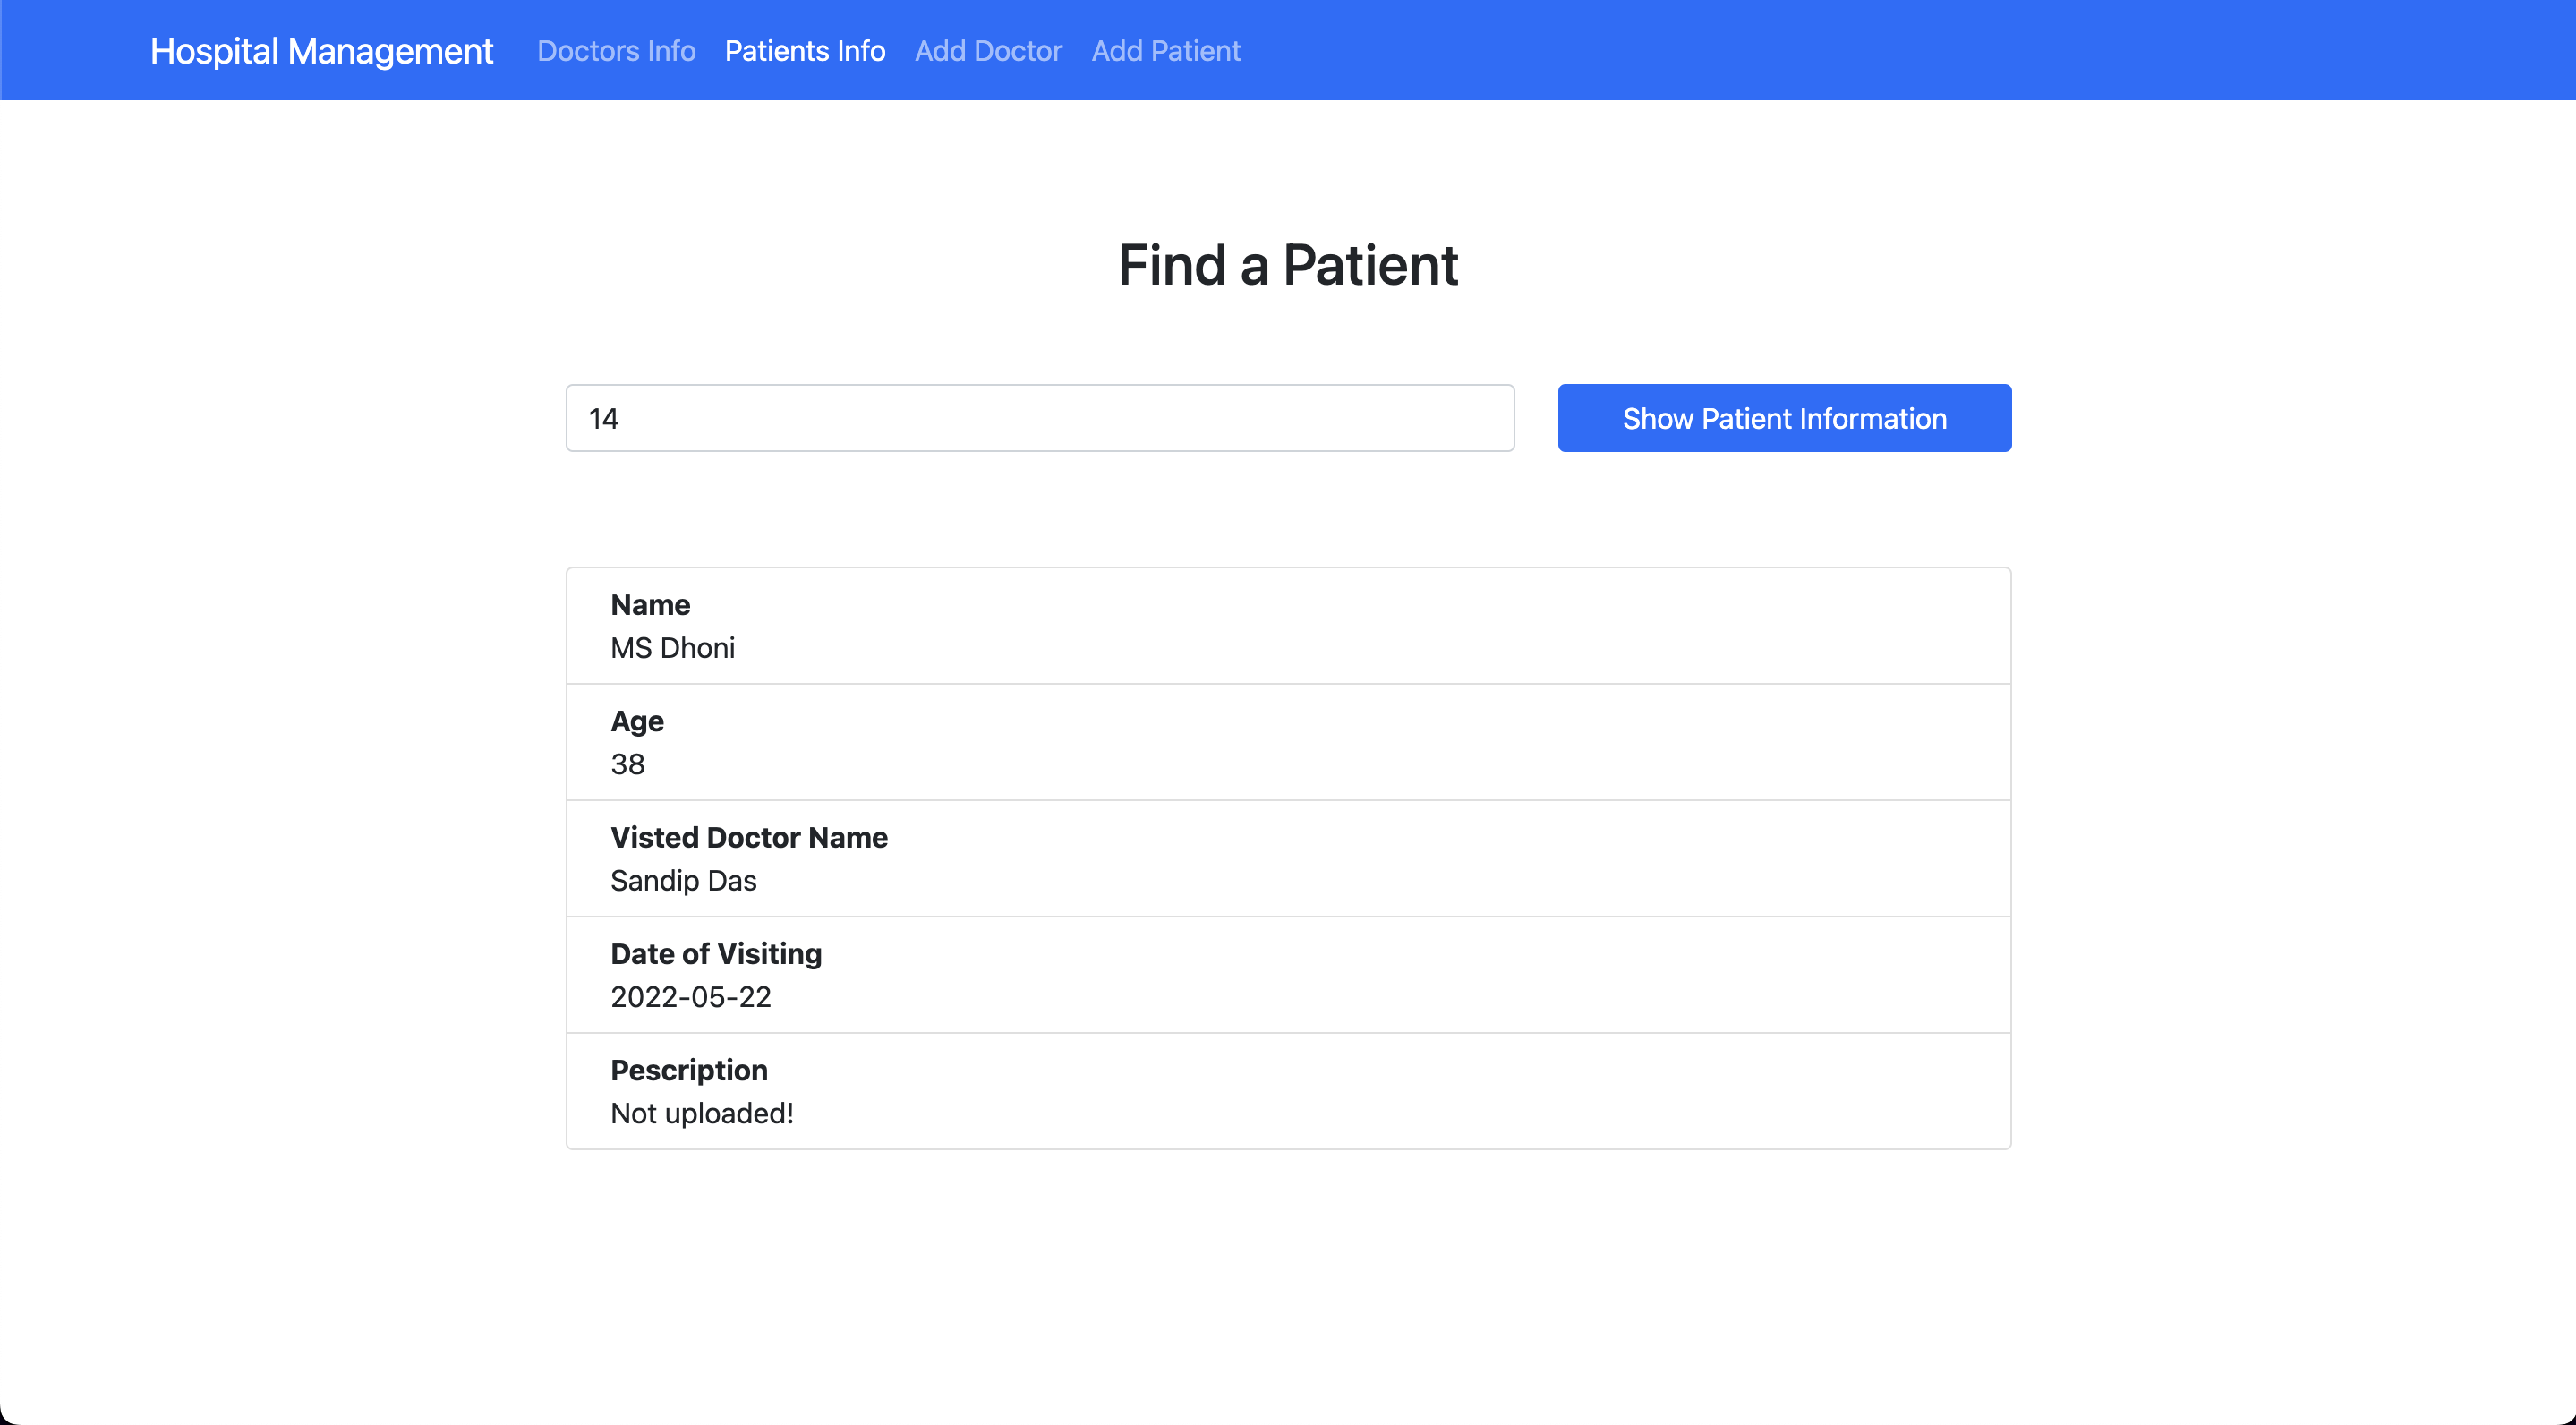 Hospital Management Doctors Info Patients Info Add Doctor Add Patient
Find a Patient
14 Show Patient Information
Name
MS Dhoni
Age
38
Visted Doctor Name
Sandip Das
Date of Visiting
2022-05-22
Pescription
Not uploaded!